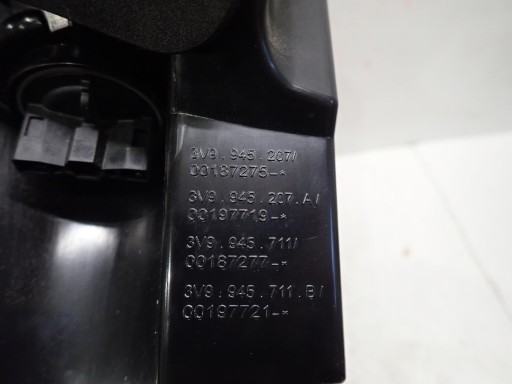 3V9.945.207/
00187275-*
3V9.945.207.A/
00197719-*
3V9.945.711/
00187277-*
3V9.945.711.B/
00197721-*